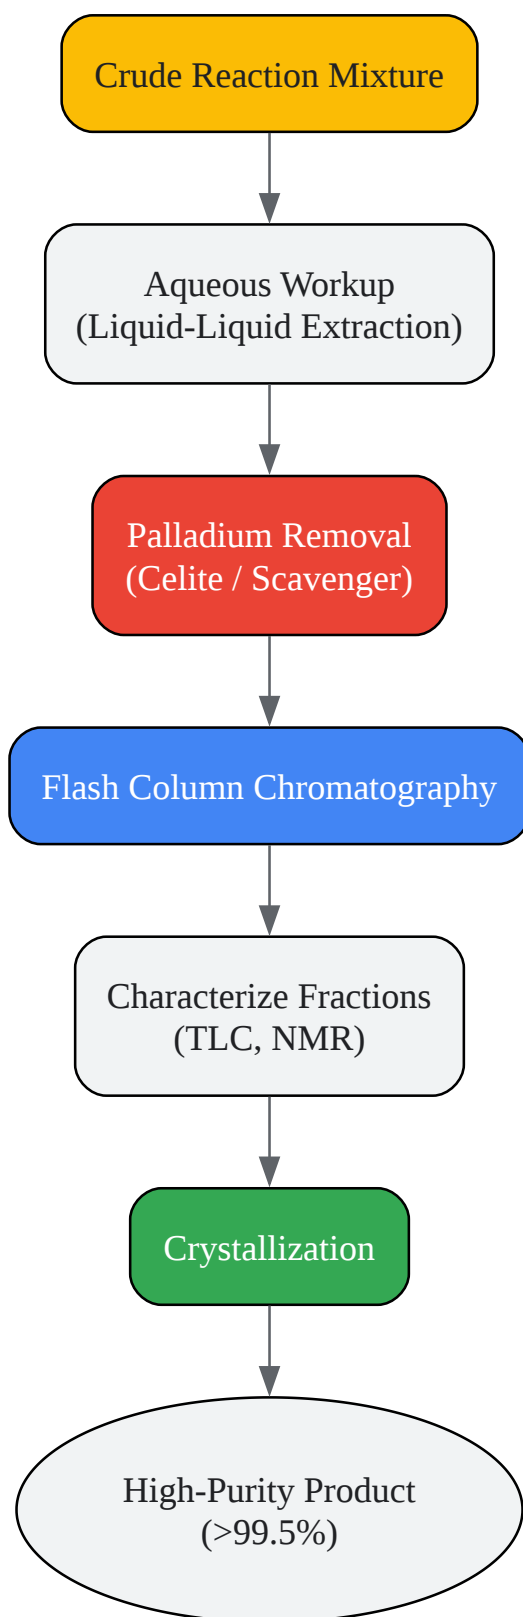 Crude Reaction Mixture
Aqueous Workup
(Liquid-Liquid Extraction)
Palladium Removal
(Celite / Scavenger)
Flash Column Chromatography
Characterize Fractions
(TLC, NMR)
Crystallization
High-Purity Product
(>99.5%)